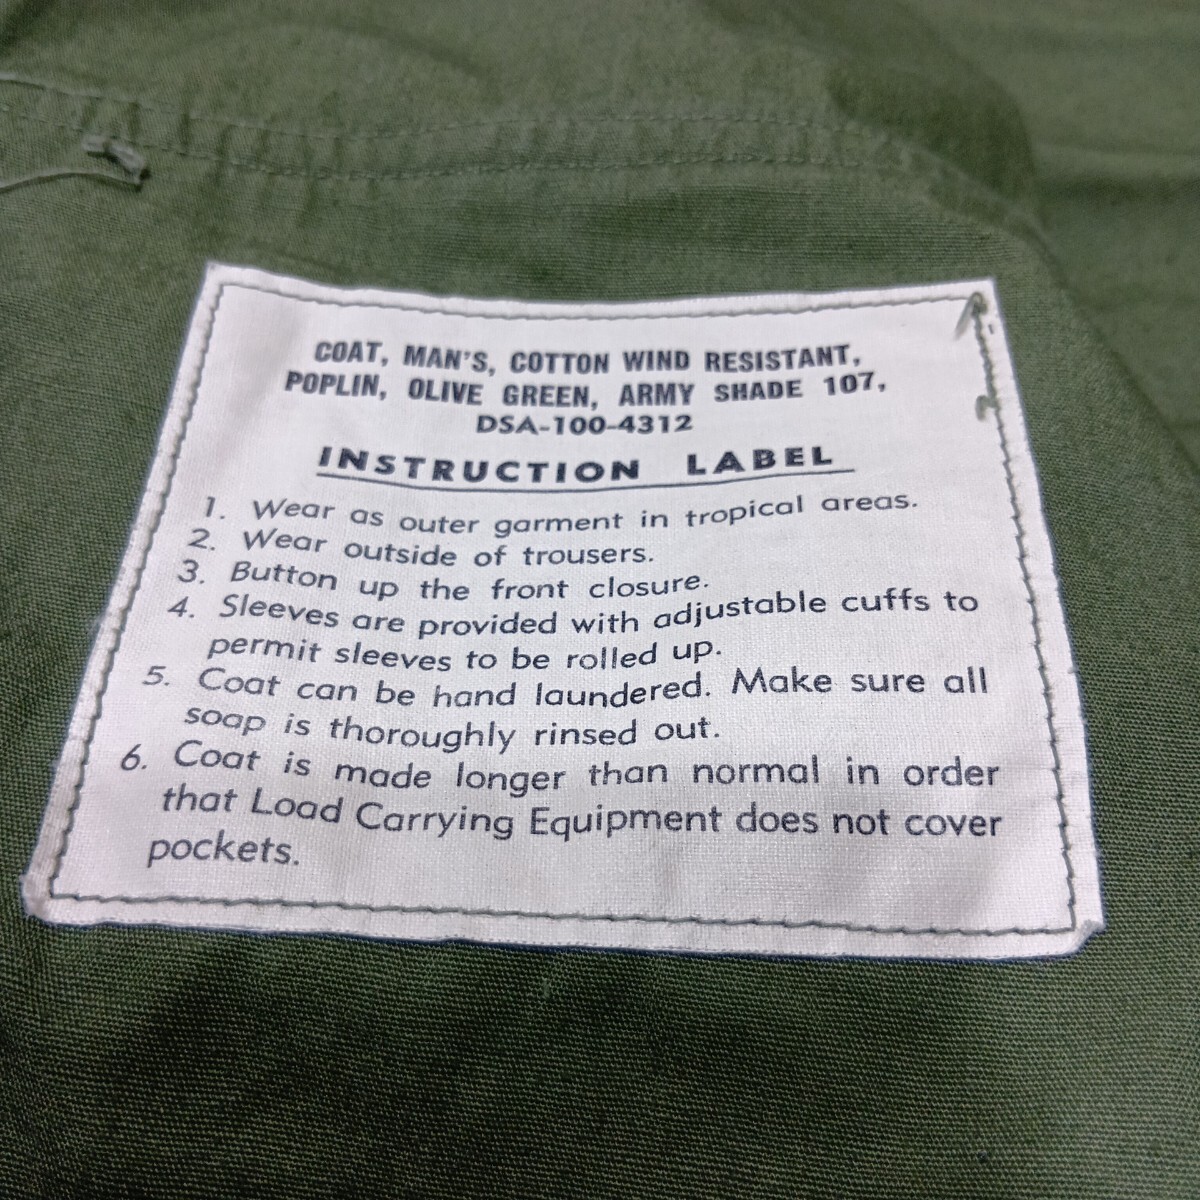 COAT, MAN'S, COTTON WIND RESISTANT,
POPLIN, OLIVE GREEN, ARMY SHADE 107,
DSA-100-4312
INSTRUCTION LABEL
1. Wear as outer garment in tropical areas.
2. Wear outside of trousers.
3. Button up the front closure.
4. Sleeves are provided with adjustable cuffs to
permit sleeves to be rolled up.
5. Coat can be hand laundered. Make sure all
soap is thoroughly rinsed out.
6. Coat is made longer than normal in order
that Load Carrying Equipment does not cover
pockets.